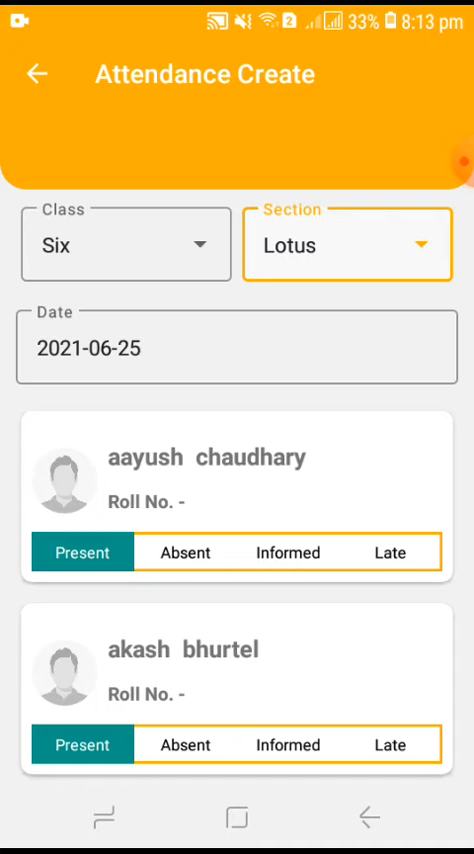 2 33% 8:13 pm
Attendance Create
Class Section
Six Lotus
Date
2021-06-25
aayush chaudhary
Roll No. -
Present Absent Informed Late
akash bhurtel
Roll No. -
Present Absent Informed Late